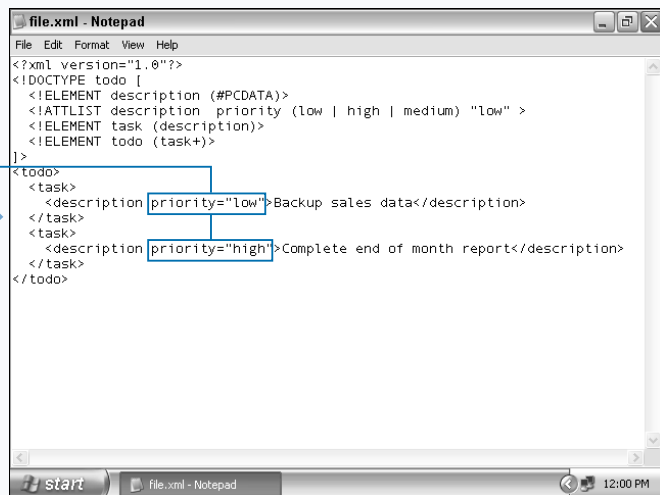 file.xml - Notepad
File Edit Format View Help
<?xml version="1.0"?>
<!DOCTYPE todo [
  <!ELEMENT description (#PCDATA)>
  <!ATTLIST description  priority (low | high | medium) "low" >
  <!ELEMENT task (description)>
  <!ELEMENT todo (task+)>
]>
<todo>
  <task>
    <description priority="low">Backup sales data</description>
  </task>
  <task>
    <description priority="high">Complete end of month report</description>
  </task>
</todo>
start file.xml - Notepad 12:00 PM